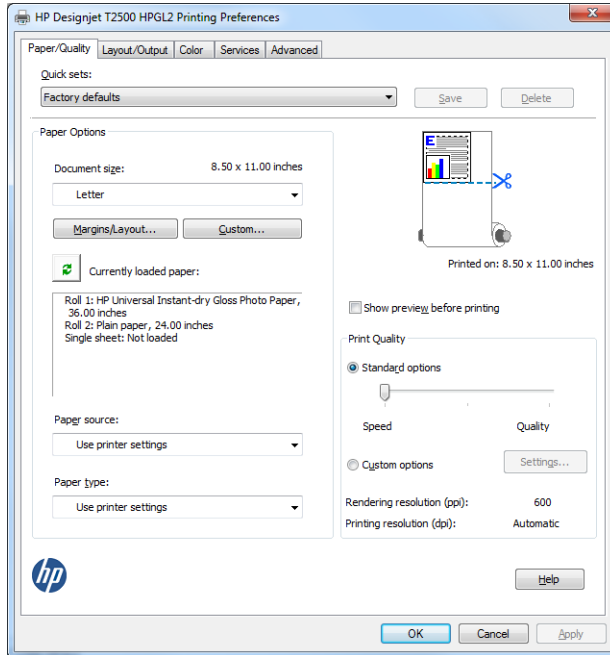 HP Designjet T2500 HPGL2 Printing Preferences
Paper/Quality Layout/Output Color Services Advanced
Quick sets:
Factory defaults
Save
Delete
Paper Options
Document size:
8.50 x 11.00 inches
Letter
Margins/Layout...
Custom...
Currently loaded paper:
Roll 1: HP Universal Instant-dry Gloss Photo Paper,
36.00 inches
Roll 2: Plain paper, 24.00 inches
Single sheet: Not loaded
Paper source:
Use printer settings
Paper type:
Use printer settings
E
Printed on: 8.50 x 11.00 inches
Show preview before printing
Print Quality
Standard options
Speed
Quality
Custom options
Settings...
Rendering resolution (ppi):
600
Printing resolution (dpi):
Automatic
hp
Help
OK
Cancel
Apply